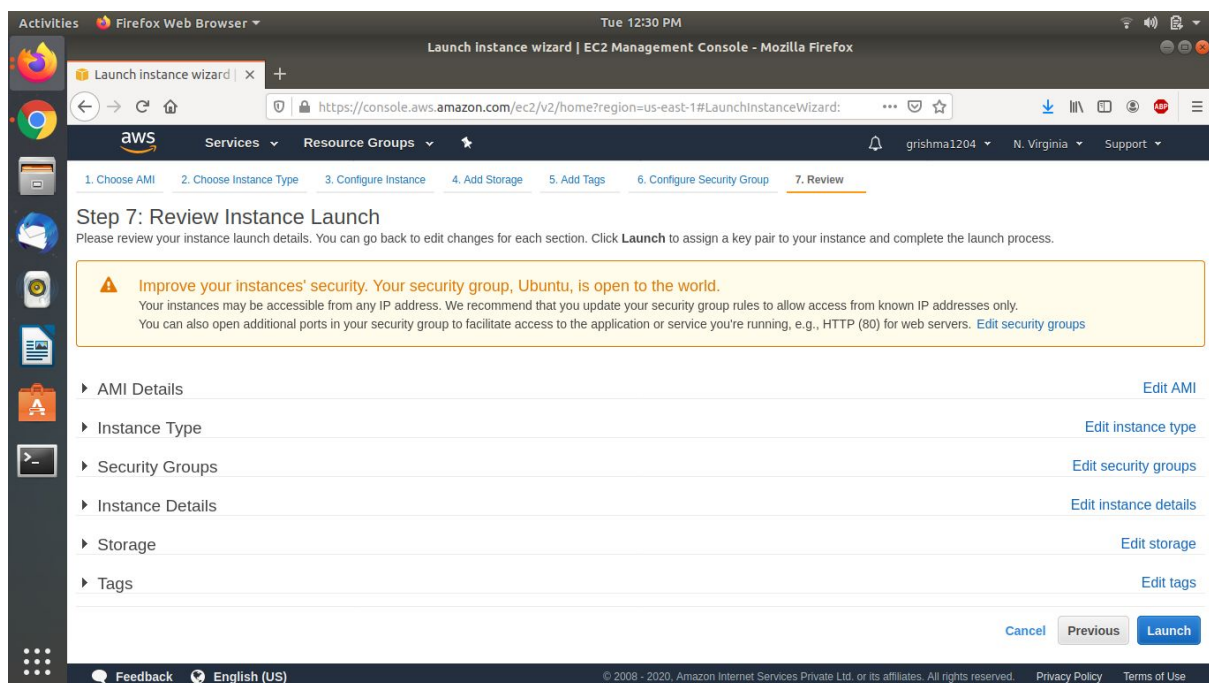 Activities Firefox Web Browser Tue 12:30 PM
Launch instance wizard | EC2 Management Console - Mozilla Firefox
Launch instance wizard |
https://console.aws.amazon.com/ec2/v2/home?region=us-east-1#LaunchInstanceWizard:
ABP
aws Services Resource Groups grishma1204 N. Virginia Support
1. Choose AMI 2. Choose Instance Type 3. Configure Instance 4. Add Storage 5. Add Tags 6. Configure Security Group 7. Review
Step 7: Review Instance Launch
Please review your instance launch details. You can go back to edit changes for each section. Click Launch to assign a key pair to your instance and complete the launch process.
Improve your instances' security. Your security group, Ubuntu, is open to the world.
Your instances may be accessible from any IP address. We recommend that you update your security group rules to allow access from known IP addresses only.
You can also open additional ports in your security group to facilitate access to the application or service you're running, e.g., HTTP (80) for web servers. Edit security groups
AMI Details Edit AMI
Instance Type Edit instance type
Security Groups Edit security groups
Instance Details Edit instance details
Storage Edit storage
Tags Edit tags
Cancel Previous Launch
Feedback English (US) © 2008 - 2020, Amazon Internet Services Private Ltd. or its affiliates. All rights reserved. Privacy Policy Terms of Use